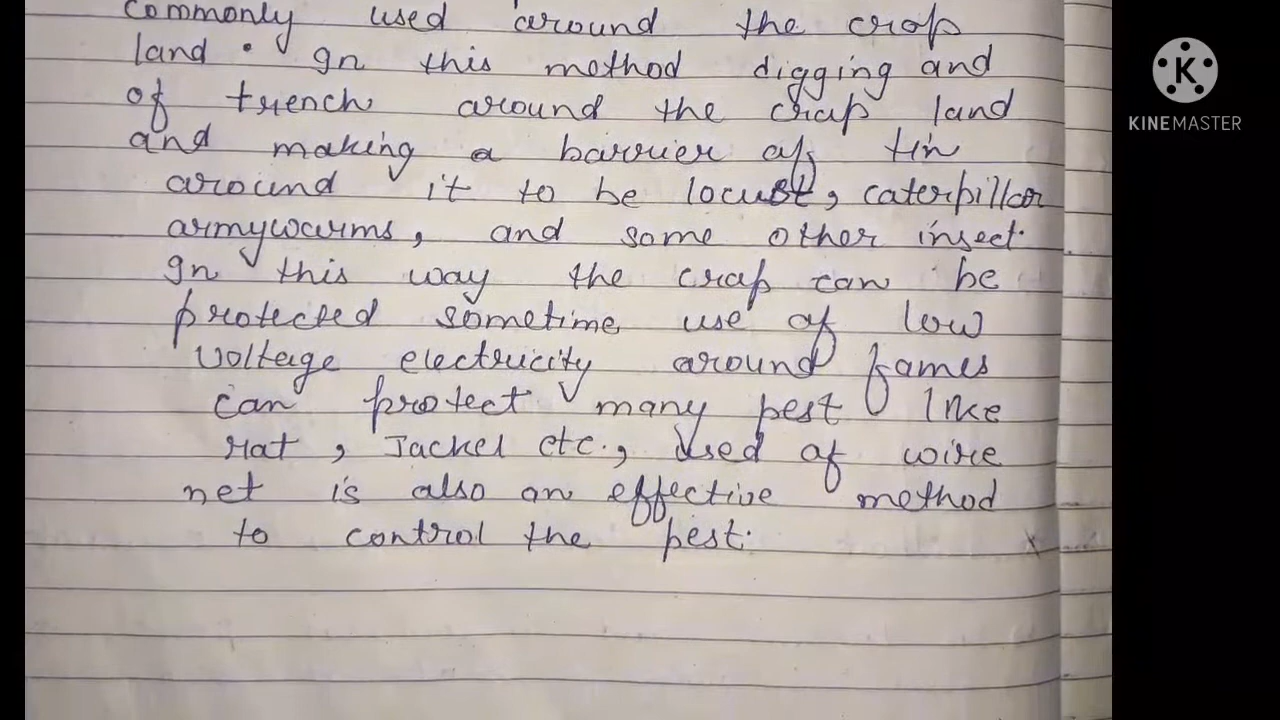 commonly used around the crop
land. In this method digging and
of trench around the crap land
and making a barrier of tin
around it to be locust, caterpillar
armywarms, and some other insect.
In this way the crap can be
protected sometime use of low
voltage electricity around fames
can protect many pest like
rat, Jackel etc., Used of wire
net is also an effective method
to control the pest.
K
KINEMASTER